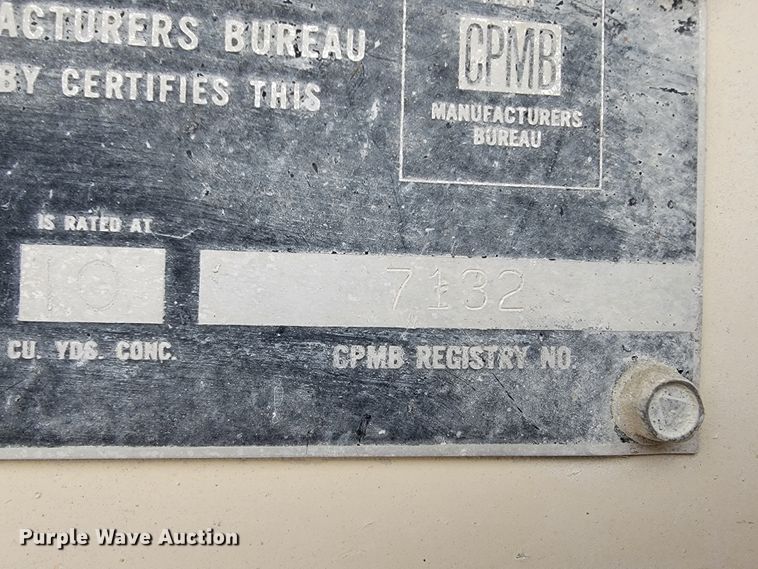 ACTURERS BUREAU
BY CERTIFIES THIS
CPMB
MANUFACTURERS
BUREAU
IS RATED AT
10
7132
CU. YDS. CONC.
CPMB REGISTRY NO.
Purple Wave Auction